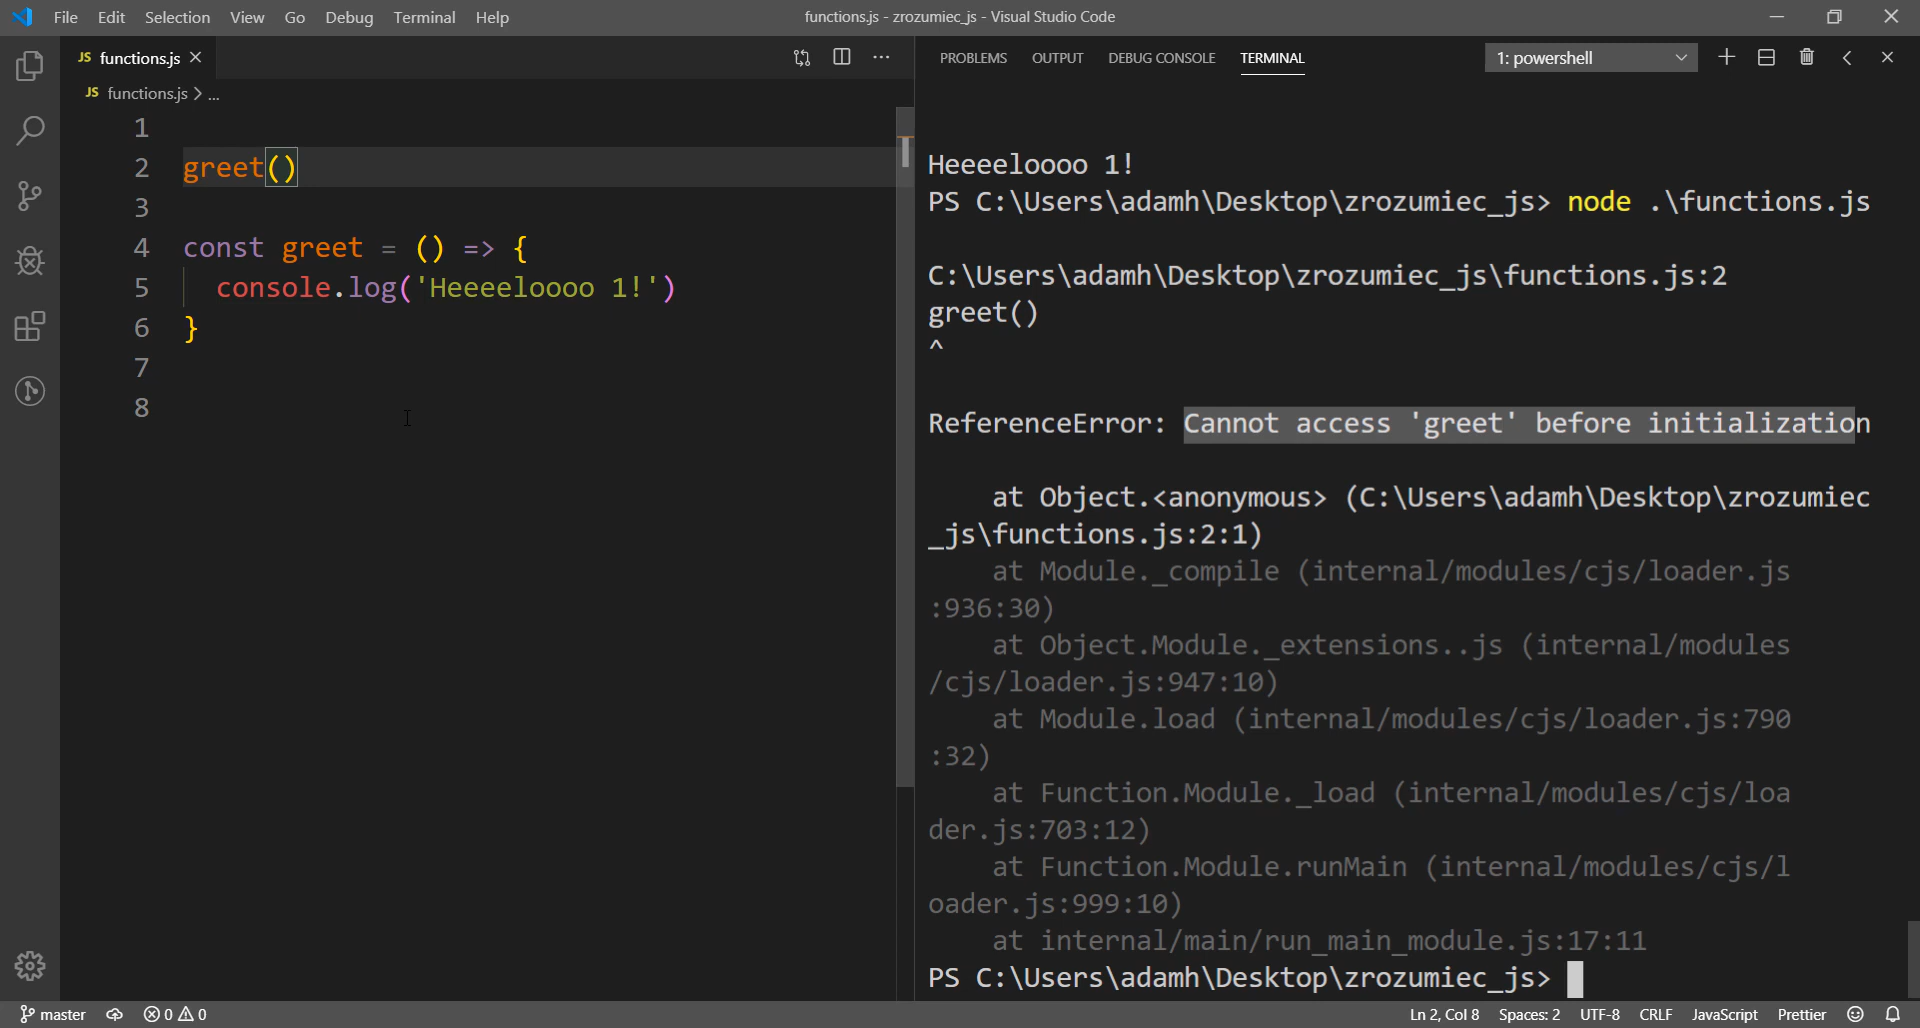 File Edit Selection View Go Debug Terminal Help
functions.js - zrozumiec_js - Visual Studio Code
JS functions.js
JS functions.js > ...
1
2 greet()
3
4 const greet = () => {
5 console.log('Heeeeloooo 1!')
6 }
7
8
PROBLEMS OUTPUT DEBUG CONSOLE TERMINAL
1: powershell
Heeeeloooo 1!
PS C:\Users\adamh\Desktop\zrozumiec_js> node .\functions.js
C:\Users\adamh\Desktop\zrozumiec_js\functions.js:2
greet()
^
ReferenceError: Cannot access 'greet' before initialization
at Object.<anonymous> (C:\Users\adamh\Desktop\zrozumiec
_js\functions.js:2:1)
at Module._compile (internal/modules/cjs/loader.js
:936:30)
at Object.Module._extensions..js (internal/modules
/cjs/loader.js:947:10)
at Module.load (internal/modules/cjs/loader.js:790
:32)
at Function.Module._load (internal/modules/cjs/loa
der.js:703:12)
at Function.Module.runMain (internal/modules/cjs/l
oader.js:999:10)
at internal/main/run_main_module.js:17:11
PS C:\Users\adamh\Desktop\zrozumiec_js>
master 0 0
Ln 2, Col 8 Spaces: 2 UTF-8 CRLF JavaScript Prettier